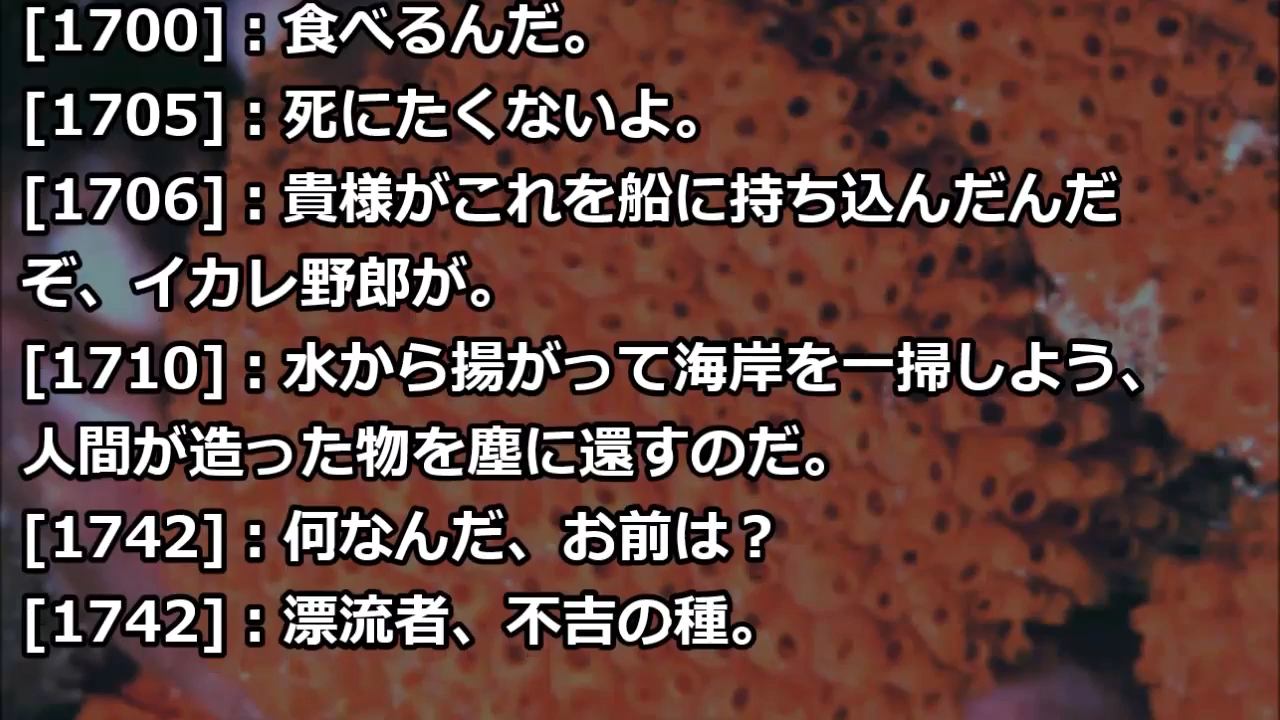 [1700]：食べるんだ。
[1705]：死にたくないよ。
[1706]：貴様がこれを船に持ち込んだんだ
ぞ、イカレ野郎が。
[1710]：水から揚がって海岸を一掃しよう、
人間が造った物を塵に還すのだ。
[1742]：何なんだ、お前は？
[1742]：漂流者、不吉の種。